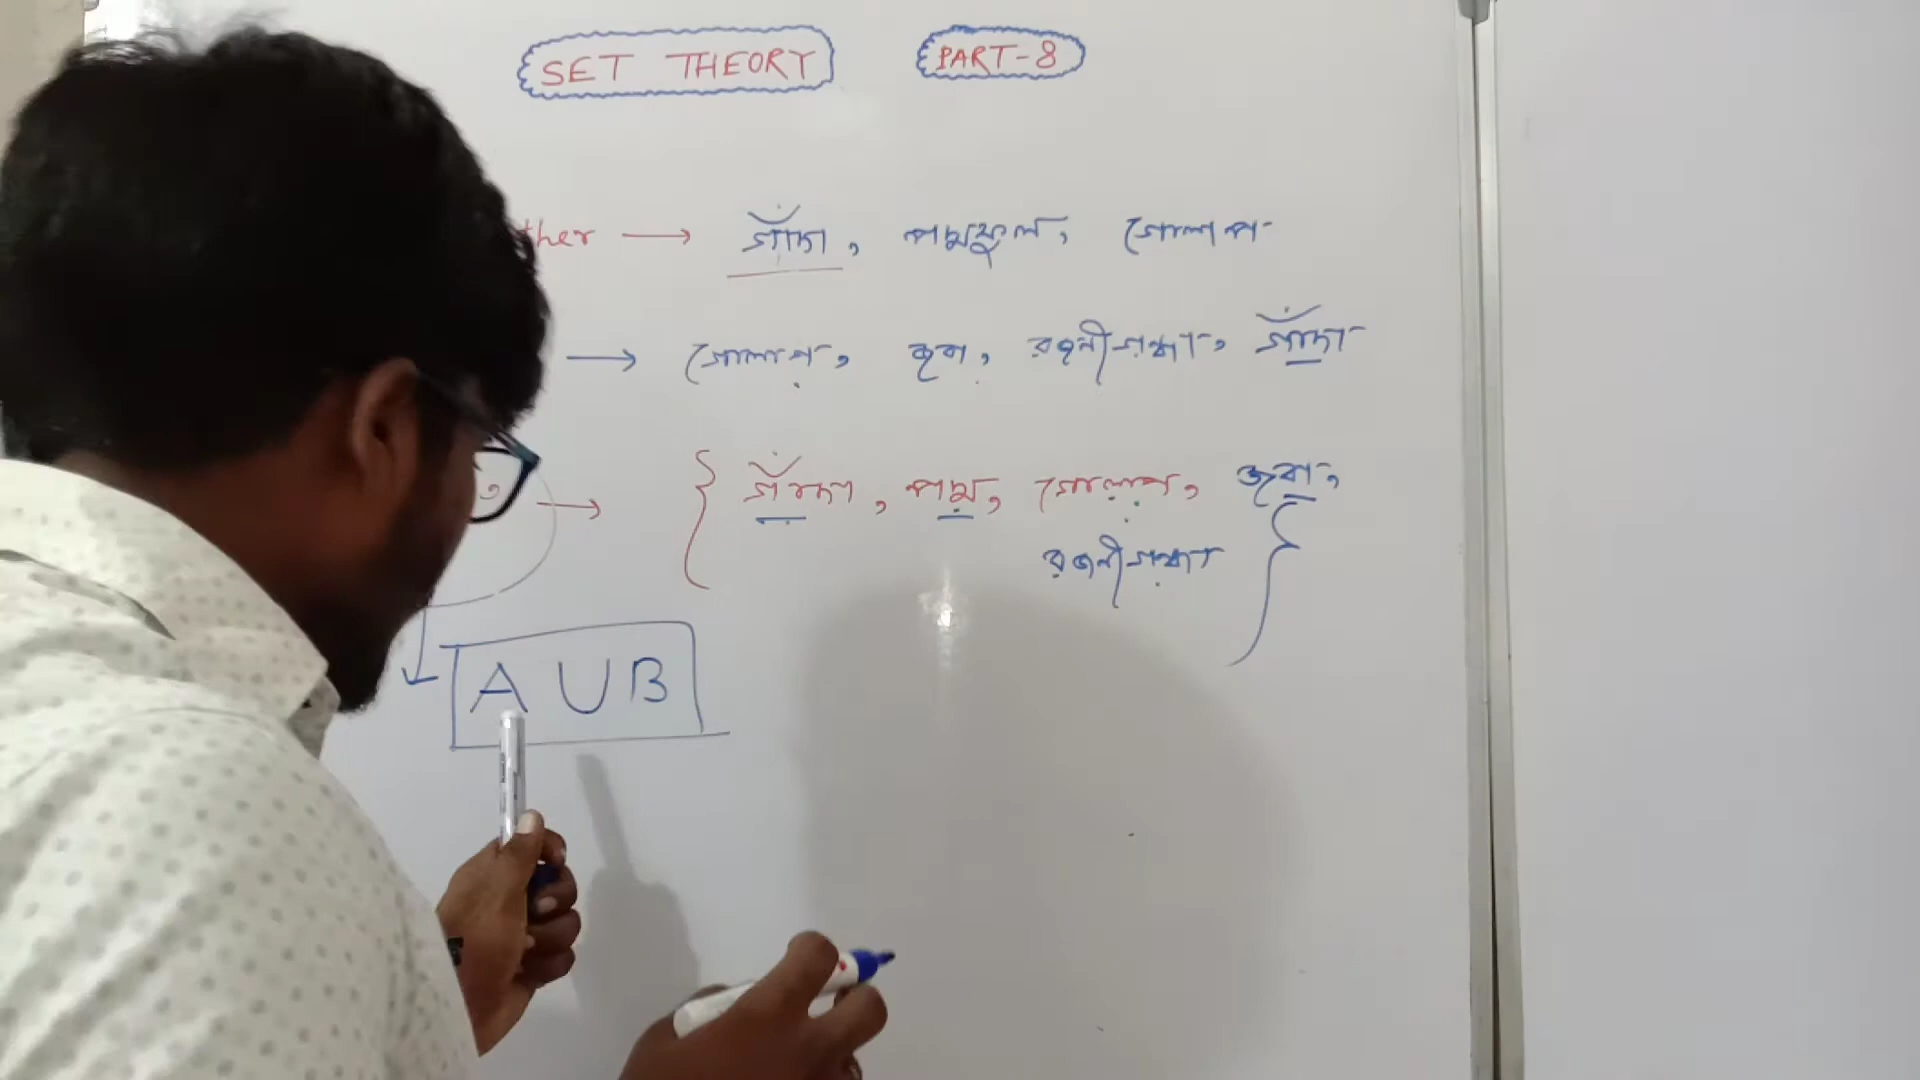 SET THEORY PART-8
ther → গাঁদা, পদ্মফুল, গোলাপ
→ গোলাপ, জবা, রজনীগন্ধা, গাঁদা
→ { গাঁদা, পদ্ম, গোলাপ, জবা,
রজনীগন্ধা }
A ∪ B